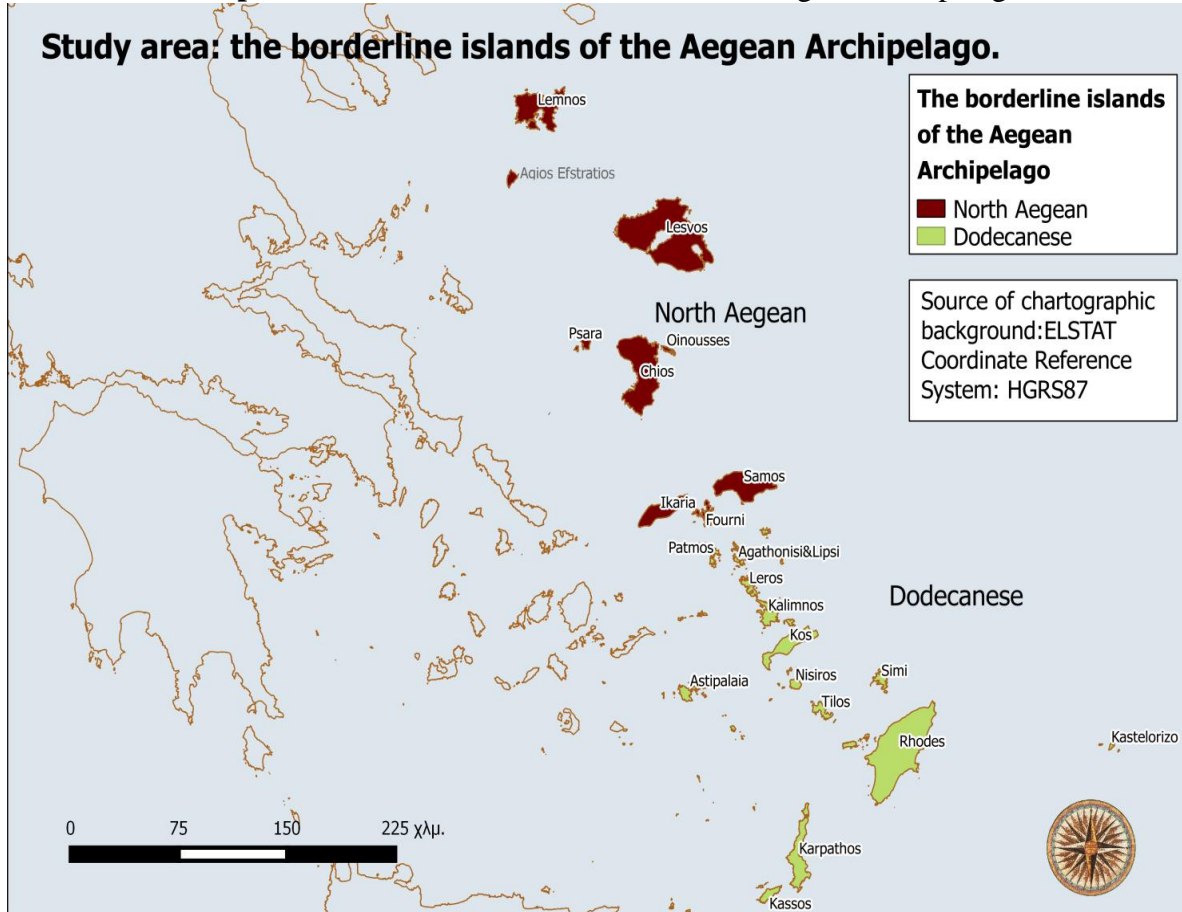 Study area: the borderline islands of the Aegean Archipelago.
The borderline islands
of the Aegean
Archipelago
North Aegean
Dodecanese
Source of chartographic
background:ELSTAT
Coordinate Reference
System: HGRS87
Lemnos
Agios Efstratios
Lesvos
North Aegean
Psara
Oinousses
Chios
Samos
Ikaria
Fourni
Patmos
Agathonisi&Lipsi
Leros
Dodecanese
Kalimnos
Kos
Astipalaia
Nisiros
Simi
Tilos
Rhodes
Kastelorizo
0 75 150 225 χλμ.
Karpathos
Kassos